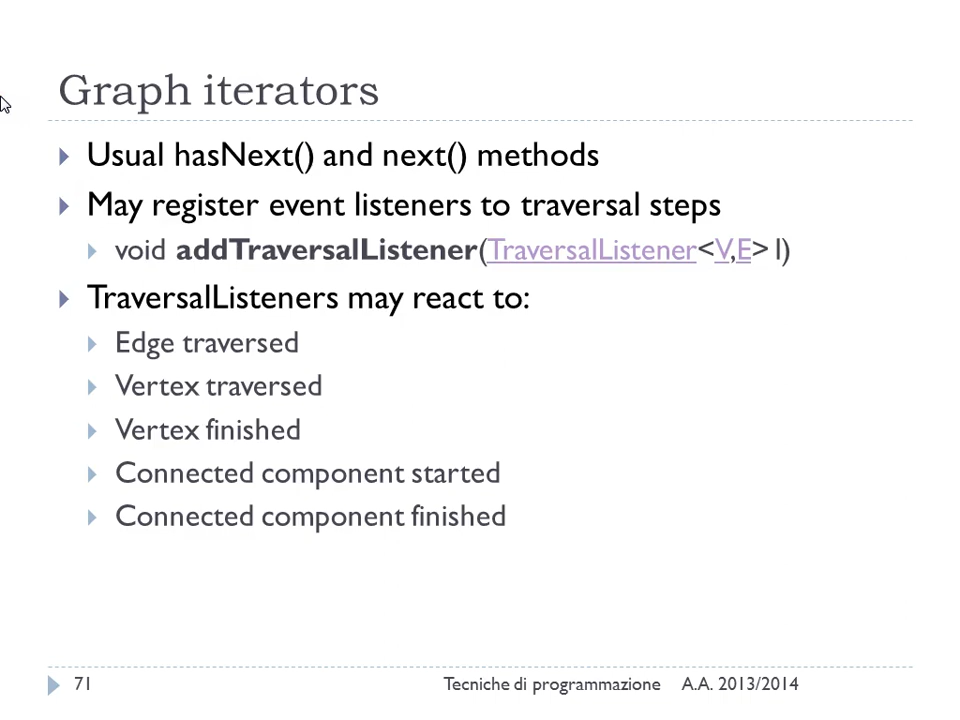 Graph iterators
Usual hasNext() and next() methods
May register event listeners to traversal steps
void addTraversalListener(TraversalListener<V,E> l)
TraversalListeners may react to:
Edge traversed
Vertex traversed
Vertex finished
Connected component started
Connected component finished
71 Tecniche di programmazione A.A. 2013/2014